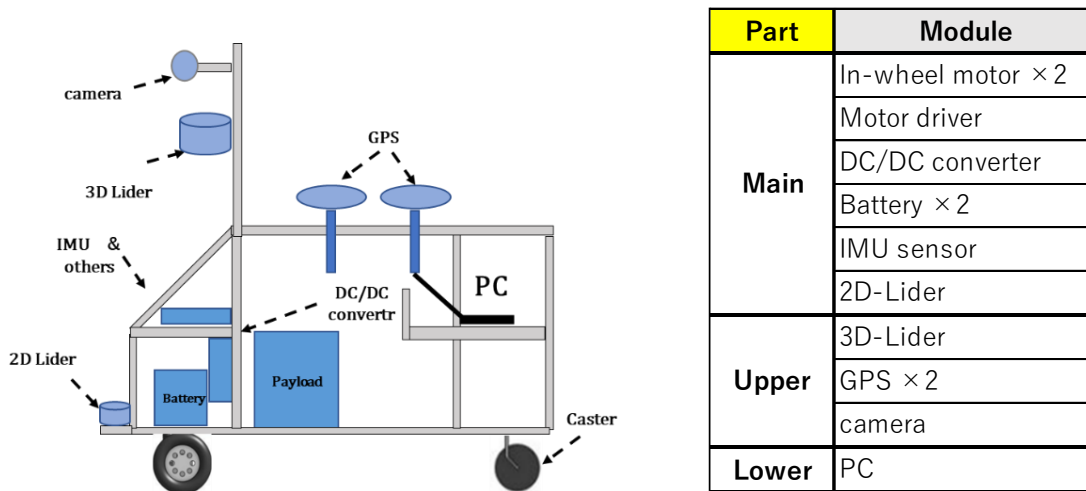 camera
3D Lider
GPS
IMU &
others
DC/DC
convertr
PC
2D Lider
Battery
Payload
Caster
Part Module
Main
In-wheel motor ×2
Motor driver
DC/DC converter
Battery ×2
IMU sensor
2D-Lider
Upper
3D-Lider
GPS ×2
camera
Lower PC